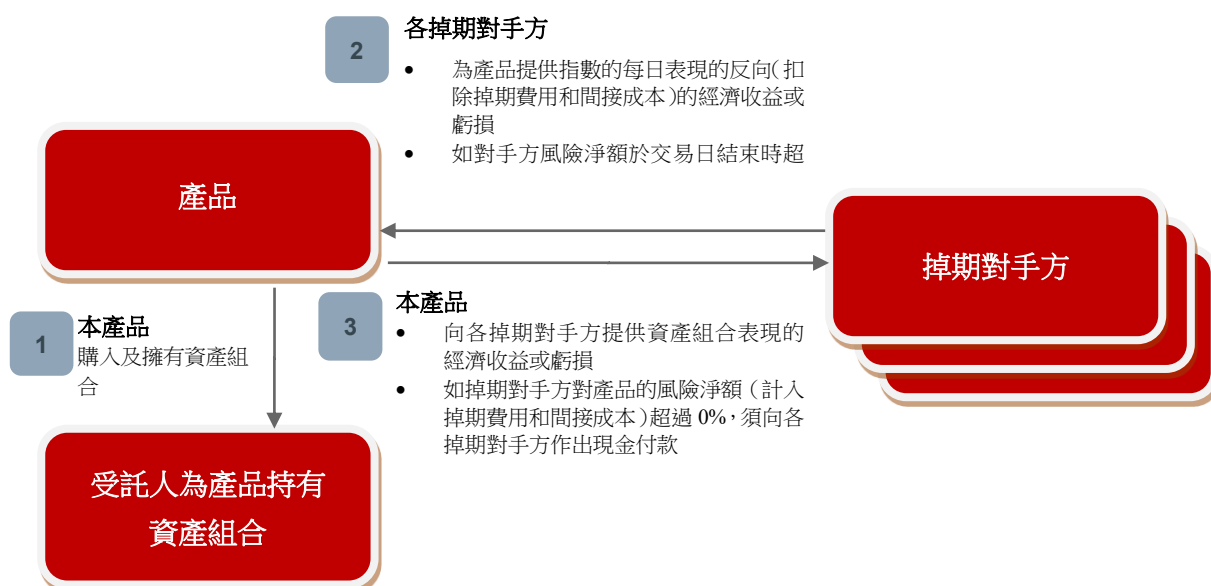 2
各掉期對手方
• 為產品提供指數的每日表現的反向(扣
除掉期費用和間接成本)的經濟收益或
虧損
• 如對手方風險淨額於交易日結束時超
產品
掉期對手方
1
本產品
購入及擁有資產組
合
3
本產品
• 向各掉期對手方提供資產組合表現的
經濟收益或虧損
• 如掉期對手方對產品的風險淨額(計入
掉期費用和間接成本)超過 0%,須向各
掉期對手方作出現金付款
受託人為產品持有
資產組合